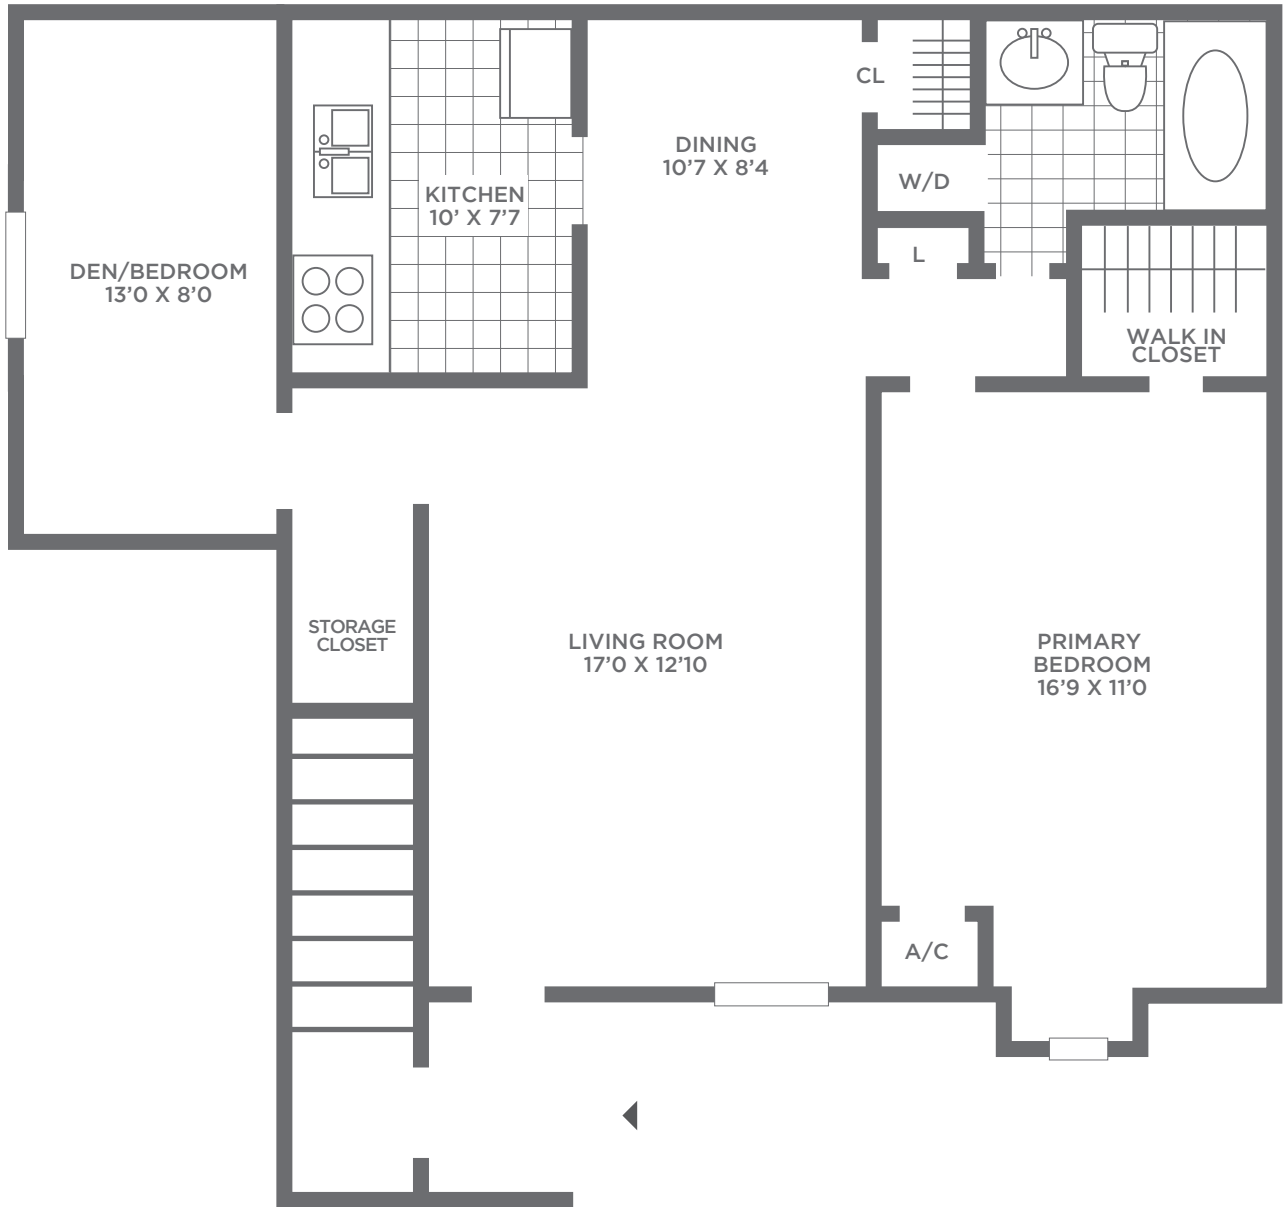 CL
DINING
10’7 X 8’4
W/D
KITCHEN
10’ X 7’7
L
DEN/BEDROOM
13’0 X 8’0
WALK IN
CLOSET
STORAGE
CLOSET
LIVING ROOM
17’0 X 12’10
PRIMARY
BEDROOM
16’9 X 11’0
A/C